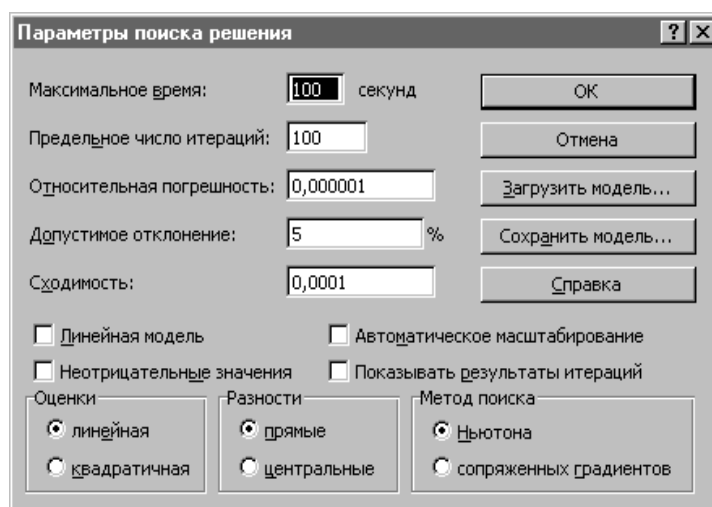 Параметры поиска решения
Максимальное время: 100 секунд OK
Предельное число итераций: 100 Отмена
Относительная погрешность: 0,000001 Загрузить модель...
Допустимое отклонение: 5 % Сохранить модель...
Сходимость: 0,0001 Справка
Линейная модель Автоматическое масштабирование
Неотрицательные значения Показывать результаты итераций
Оценки Разности Метод поиска
линейная прямые Ньютона
квадратичная центральные сопряженных градиентов